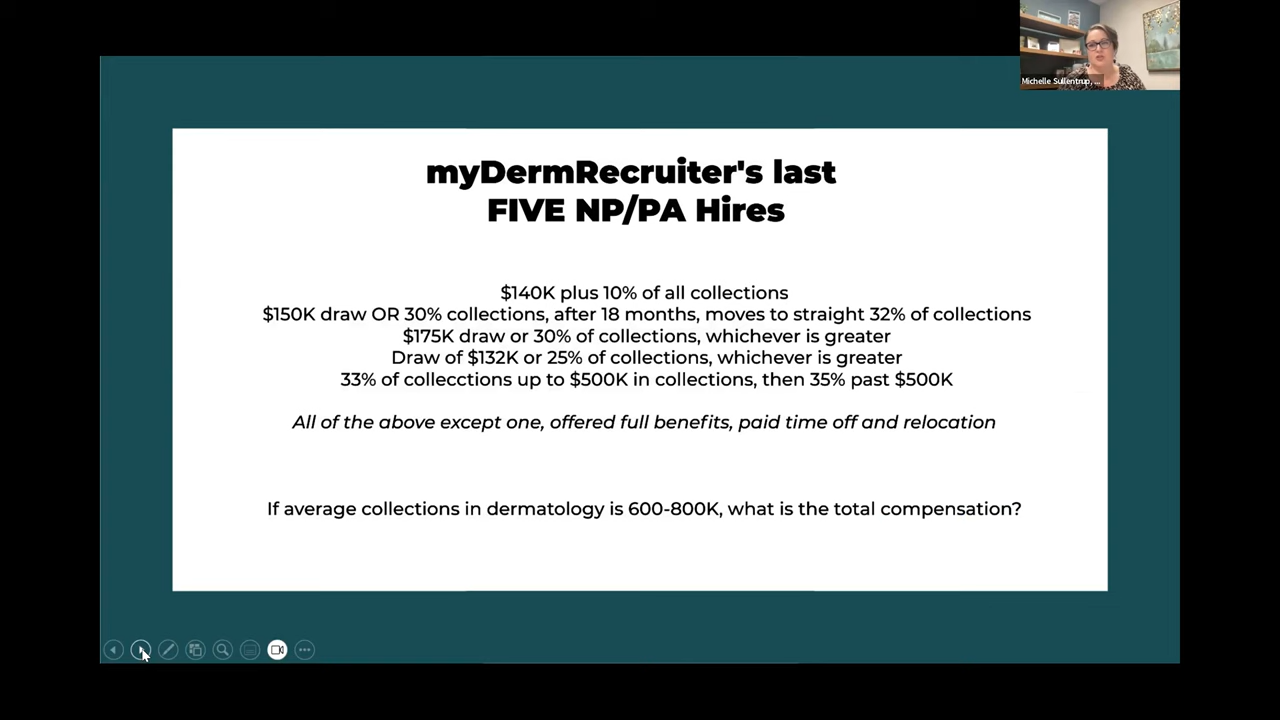 Michelle Sullentrup, ...
myDermRecruiter's last
FIVE NP/PA Hires
$140K plus 10% of all collections
$150K draw OR 30% collections, after 18 months, moves to straight 32% of collections
$175K draw or 30% of collections, whichever is greater
Draw of $132K or 25% of collections, whichever is greater
33% of collecctions up to $500K in collections, then 35% past $500K
All of the above except one, offered full benefits, paid time off and relocation
If average collections in dermatology is 600-800K, what is the total compensation?